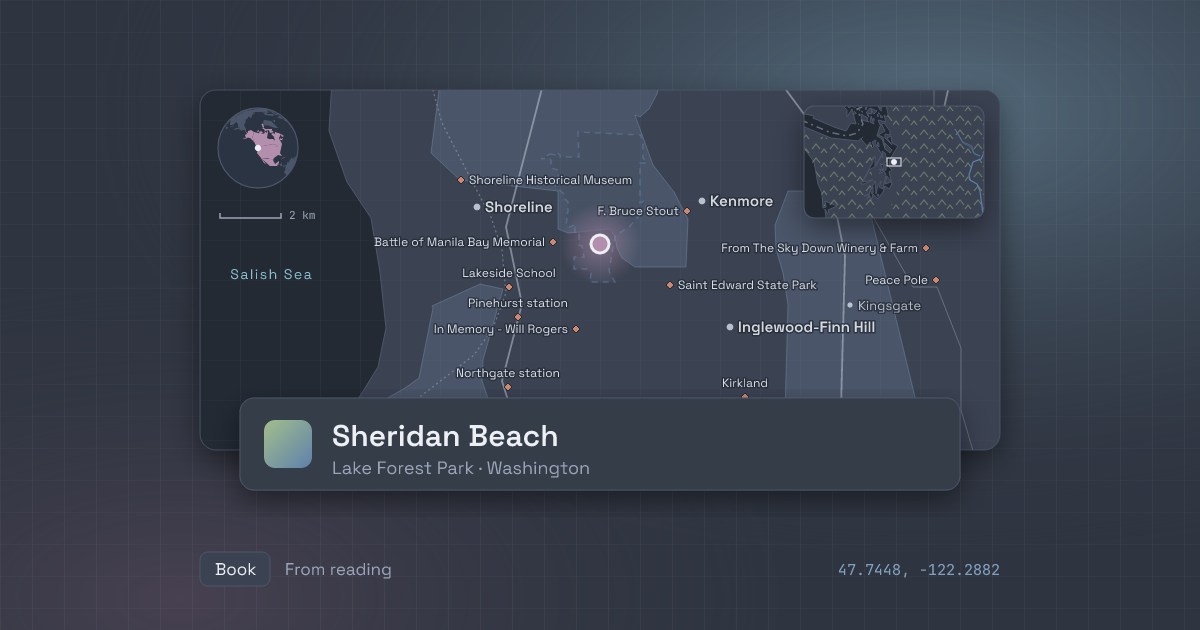 2 km
Salish Sea
Shoreline Historical Museum
Shoreline
F. Bruce Stout
Kenmore
Battle of Manila Bay Memorial
From The Sky Down Winery & Farm
Lakeside School
Saint Edward State Park
Peace Pole
Pinehurst station
Kingsgate
In Memory - Will Rogers
Inglewood-Finn Hill
Northgate station
Kirkland
Sheridan Beach
Lake Forest Park · Washington
Book
From reading
47.7448, -122.2882